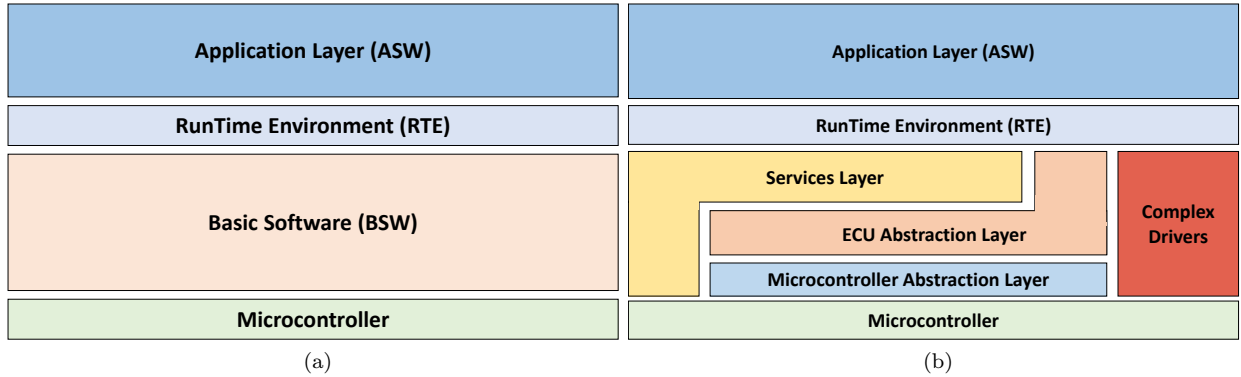 Application Layer (ASW)
RunTime Environment (RTE)
Basic Software (BSW)
Microcontroller
(a)
Application Layer (ASW)
RunTime Environment (RTE)
Services Layer
ECU Abstraction Layer
Microcontroller Abstraction Layer
Complex
Drivers
Microcontroller
(b)